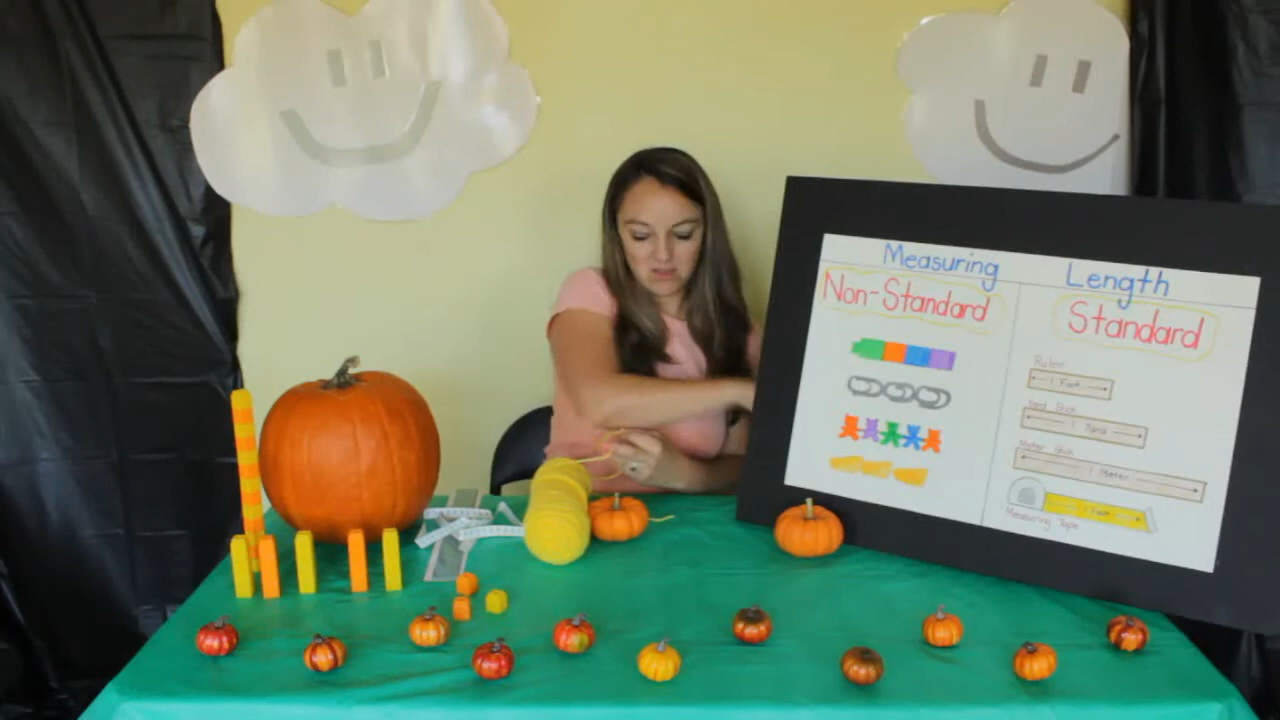 Measuring Length
Non-Standard
Standard
Ruler
1 Foot
Yard Stick
1 Yard
Meter Stick
1 Meter
1 Foot
Measuring Tape